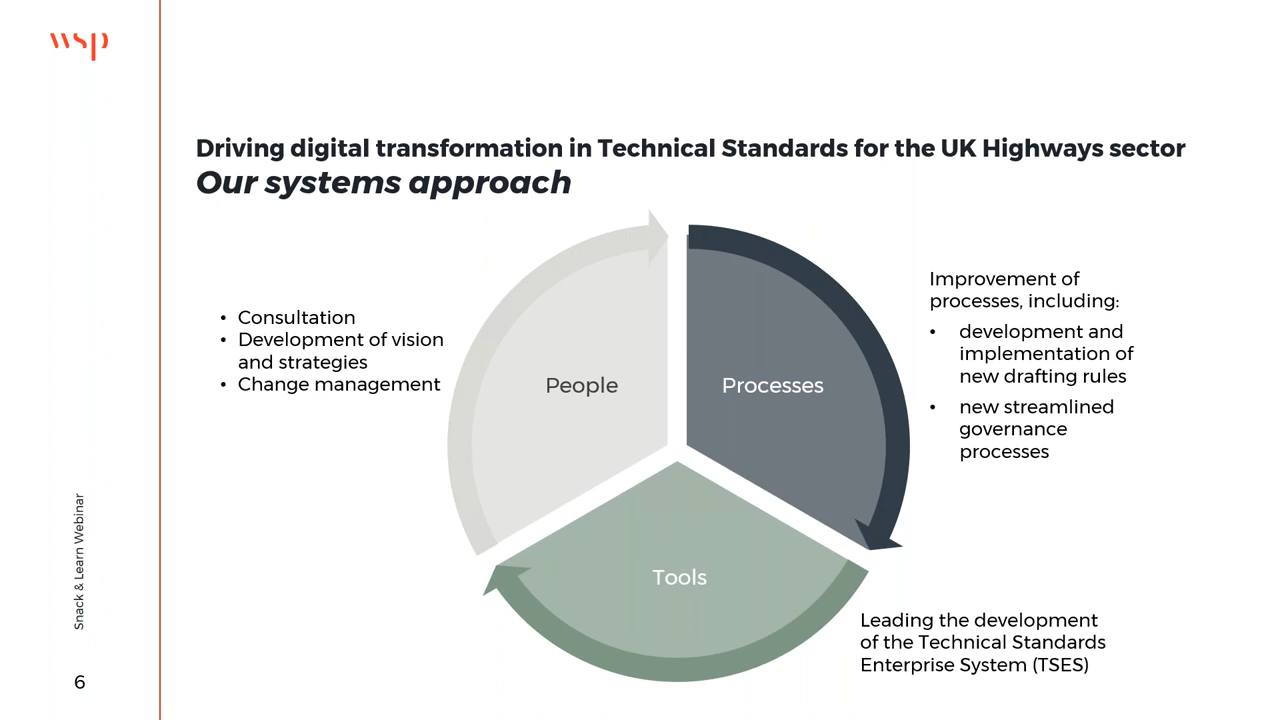 wsp
Driving digital transformation in Technical Standards for the UK Highways sector
Our systems approach
• Consultation
• Development of vision
and strategies
• Change management
People
Processes
Tools
Improvement of
processes, including:
• development and
implementation of
new drafting rules
• new streamlined
governance
processes
Leading the development
of the Technical Standards
Enterprise System (TSES)
Snack & Learn Webinar
6